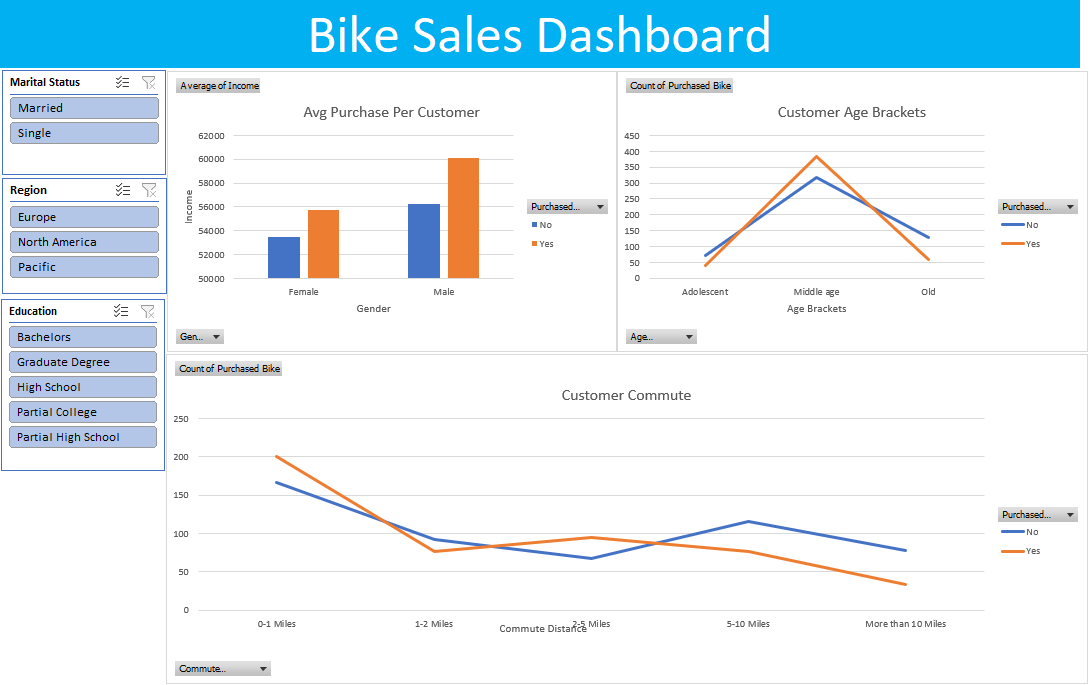 Bike Sales Dashboard
Marital Status
Married
Single
Region
Europe
North America
Pacific
Education
Bachelors
Graduate Degree
High School
Partial College
Partial High School
Average of Income
Avg Purchase Per Customer
62000
60000
58000
56000
54000
52000
50000
Income
Female
Male
Gender
Purchased...
No
Yes
Gen...
Count of Purchased Bike
Customer Age Brackets
450
400
350
300
250
200
150
100
50
0
Adolescent
Middle age
Old
Age Brackets
Purchased...
No
Yes
Age...
Count of Purchased Bike
Customer Commute
250
200
150
100
50
0
0-1 Miles
1-2 Miles
2-5 Miles
5-10 Miles
More than 10 Miles
Commute Distance
Purchased...
No
Yes
Commute...